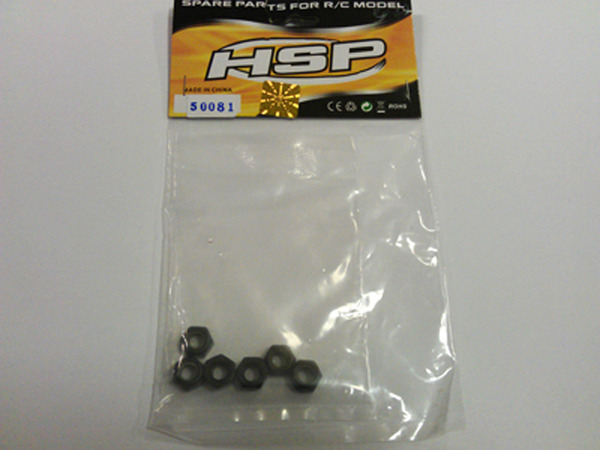 SPARE PARTS FOR R/C MODEL
HSP
MADE IN CHINA
50081
CE
ROHS